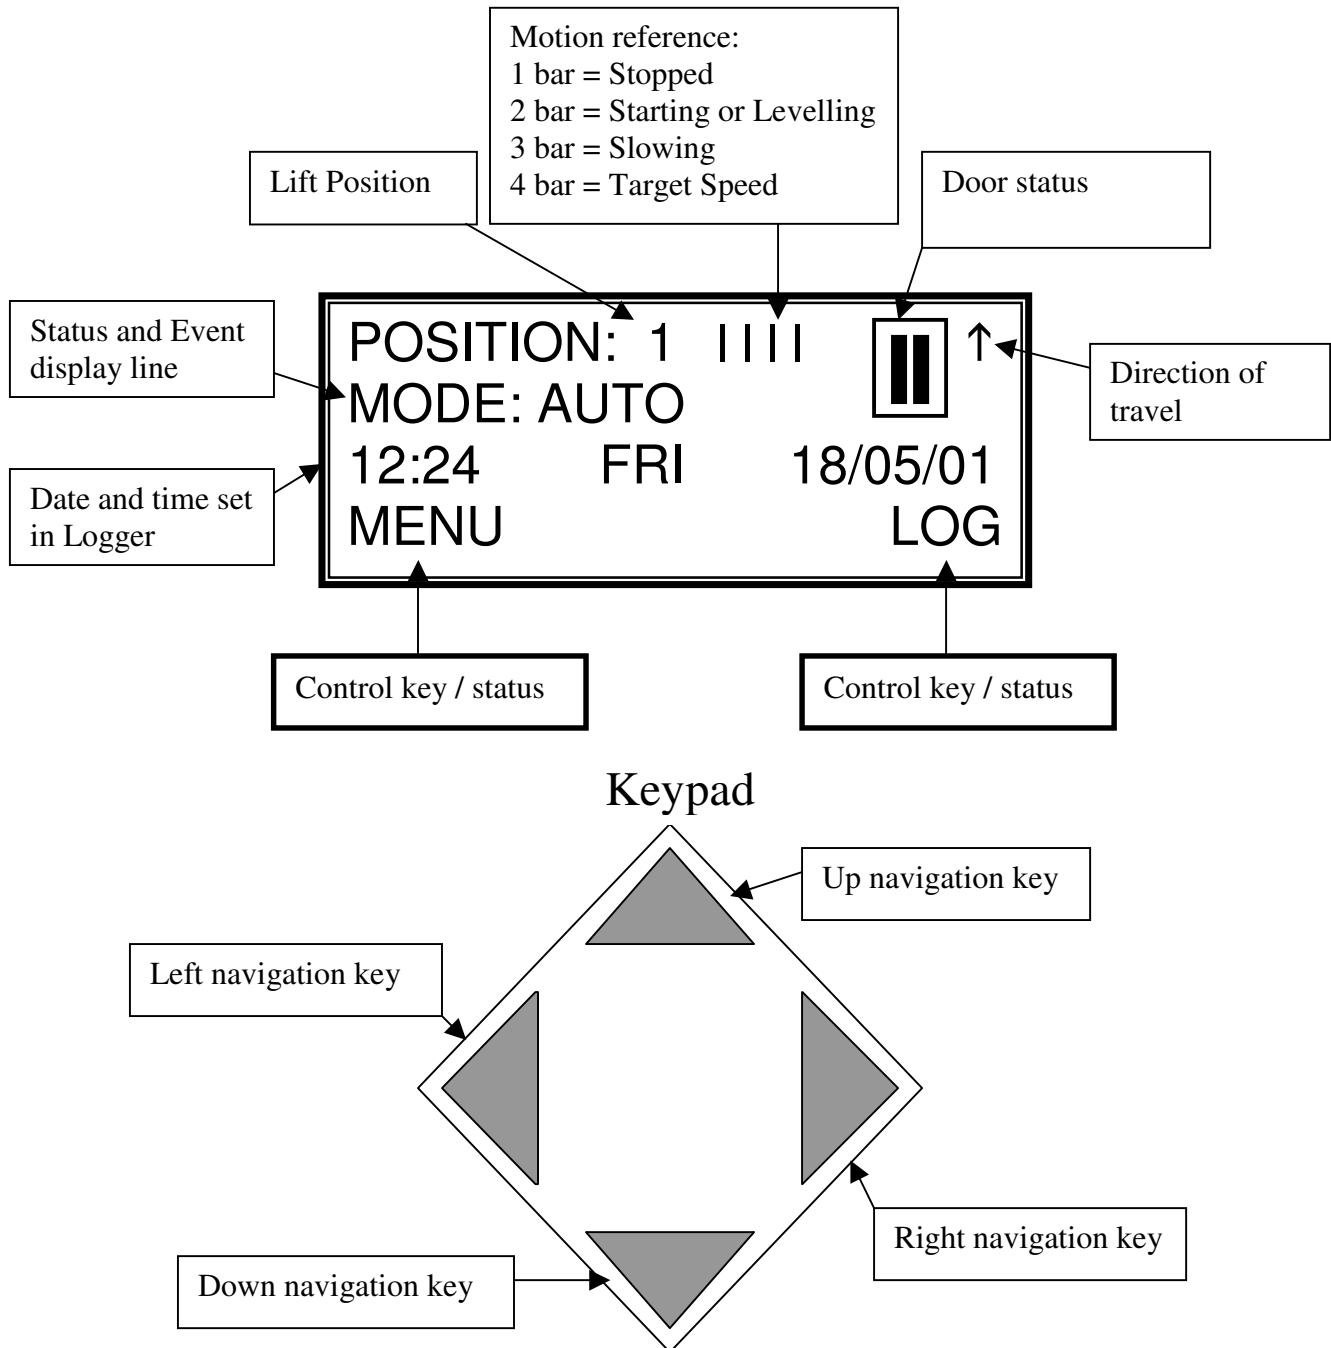 Motion reference:
1 bar = Stopped
2 bar = Starting or Levelling
3 bar = Slowing
4 bar = Target Speed
Lift Position
Door status
Status and Event
display line
POSITION: 1 ||||
↑
MODE: AUTO
12:24 FRI 18/05/01
MENU LOG
Direction of
travel
Date and time set
in Logger
Control key / status
Control key / status
Keypad
Up navigation key
Left navigation key
Right navigation key
Down navigation key